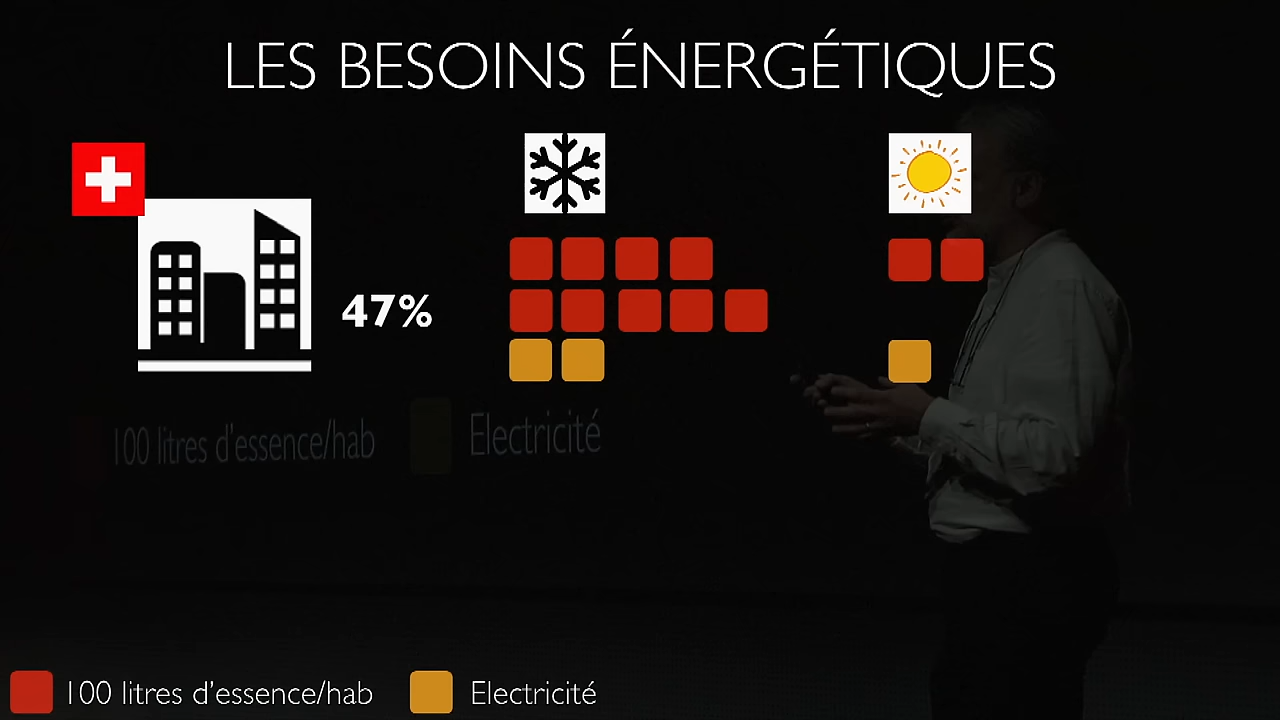 LES BESOINS ÉNERGÉTIQUES
47%
100 litres d'essence/hab Electricité
100 litres d'essence/hab Electricité